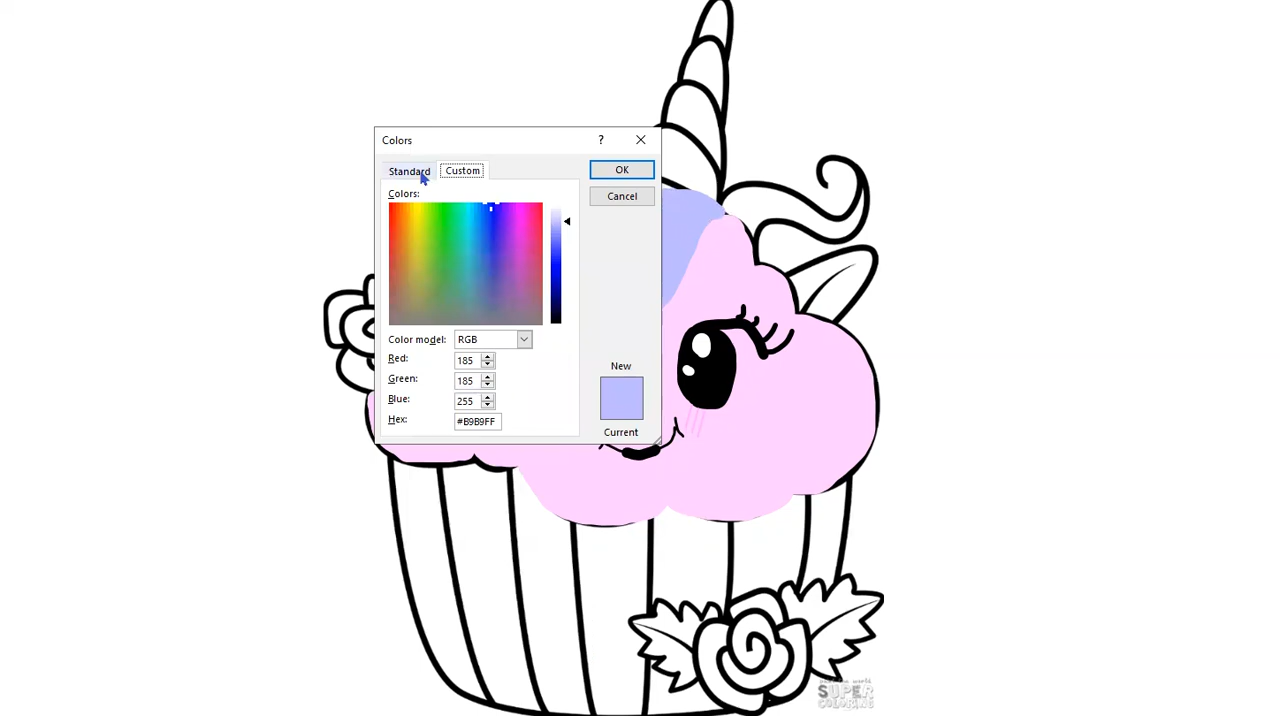 Colors
?
Standard
Custom
OK
Colors:
Cancel
Color model: RGB
Red: 185
Green: 185
Blue: 255
Hex: #B9B9FF
New
Current
SUPER
COLORING